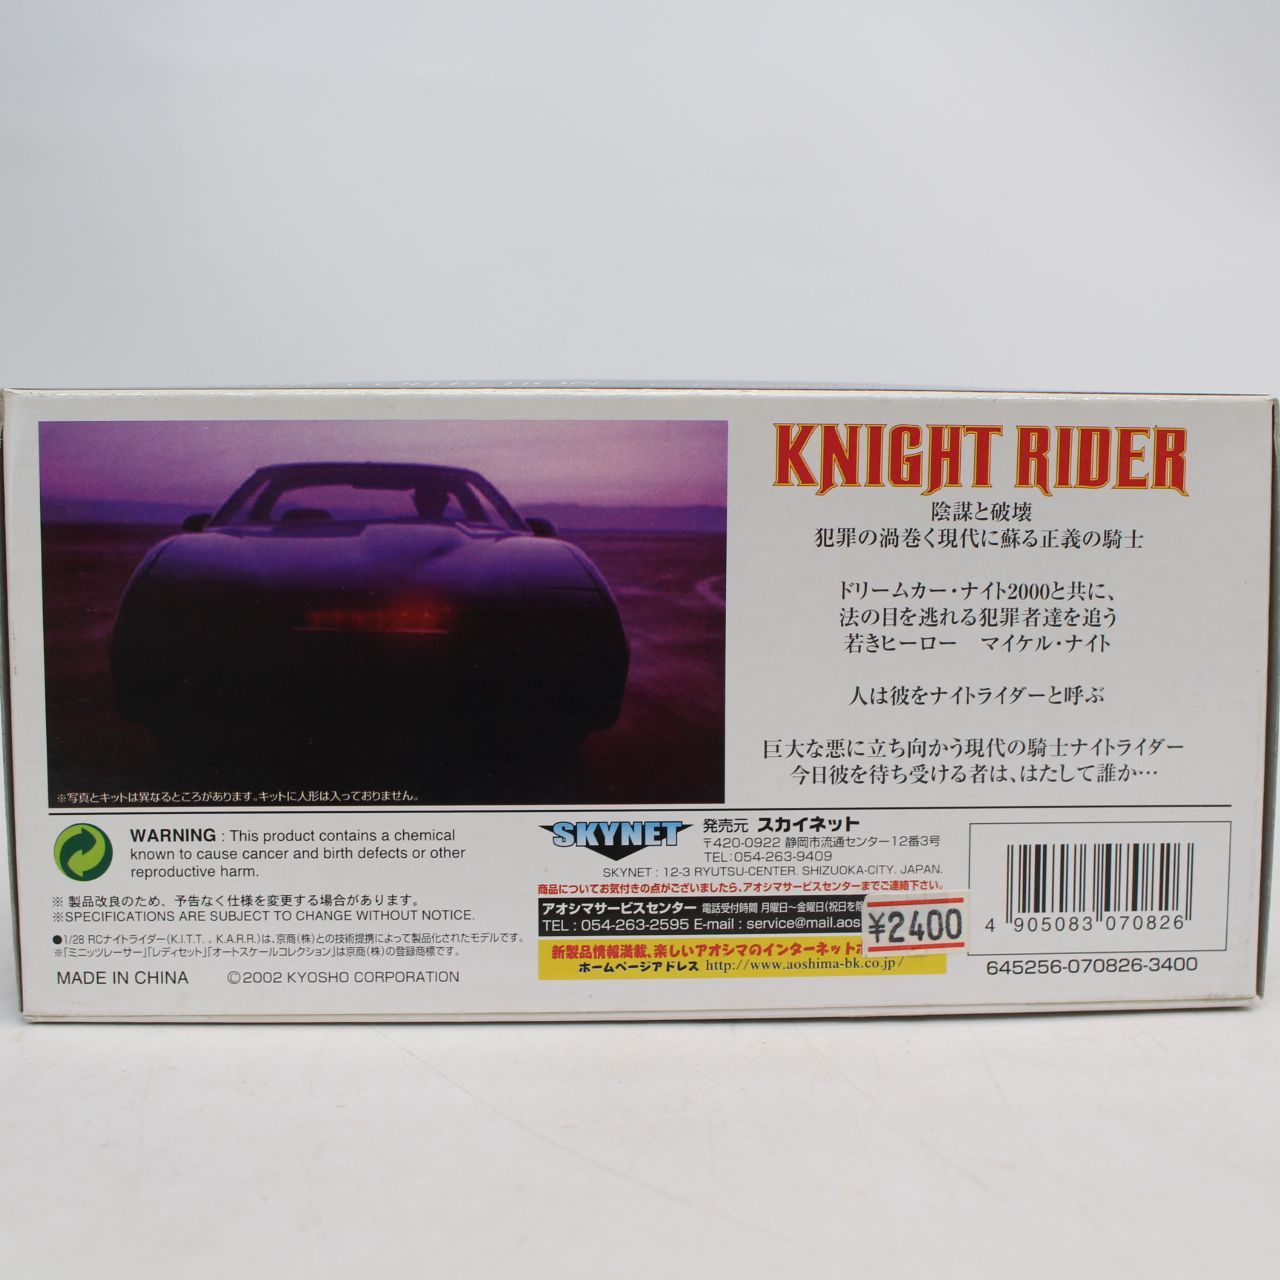 KNIGHT RIDER
陰謀と破壊
犯罪の渦巻く現代に蘇る正義の騎士
ドリームカー・ナイト2000と共に、
法の目を逃れる犯罪者達を追う
若きヒーロー マイケル・ナイト
人は彼をナイトライダーと呼ぶ
巨大な悪に立ち向かう現代の騎士ナイトライダー
今日彼を待ち受ける者は、はたして誰か…
※写真とキットは異なるところがあります。キットに人形は入っておりません。
WARNING : This product contains a chemical
known to cause cancer and birth defects or other
reproductive harm.
※ 製品改良のため、予告なく仕様を変更する場合があります。
※SPECIFICATIONS ARE SUBJECT TO CHANGE WITHOUT NOTICE.
●1/28 RCナイトライダー(K.I.T.T. , K.A.R.R.)は、京商(株)との技術提携によって製品化されたモデルです。
※「ミニッツレーサー」「レディセット」「オートスケールコレクション」は京商(株)の登録商標です。
MADE IN CHINA ©2002 KYOSHO CORPORATION
SKYNET 発売元 スカイネット
〒420-0922 静岡市流通センター12番3号
TEL:054-263-9409
SKYNET : 12-3 RYUTSU-CENTER. SHIZUOKA-CITY. JAPAN.
商品についてお気付きの点がございましたら、アオシマサービスセンターまでご連絡下さい。
アオシマサービスセンター 電話受付時間 月曜日〜金曜日(祝日を除
TEL : 054-263-2595 E-mail : service@mail.aos
¥2400
新製品情報満載、楽しいアオシマのインターネットホ
ホームページアドレス http://www.aoshima-bk.co.jp/
4 905083 070826
645256-070826-3400